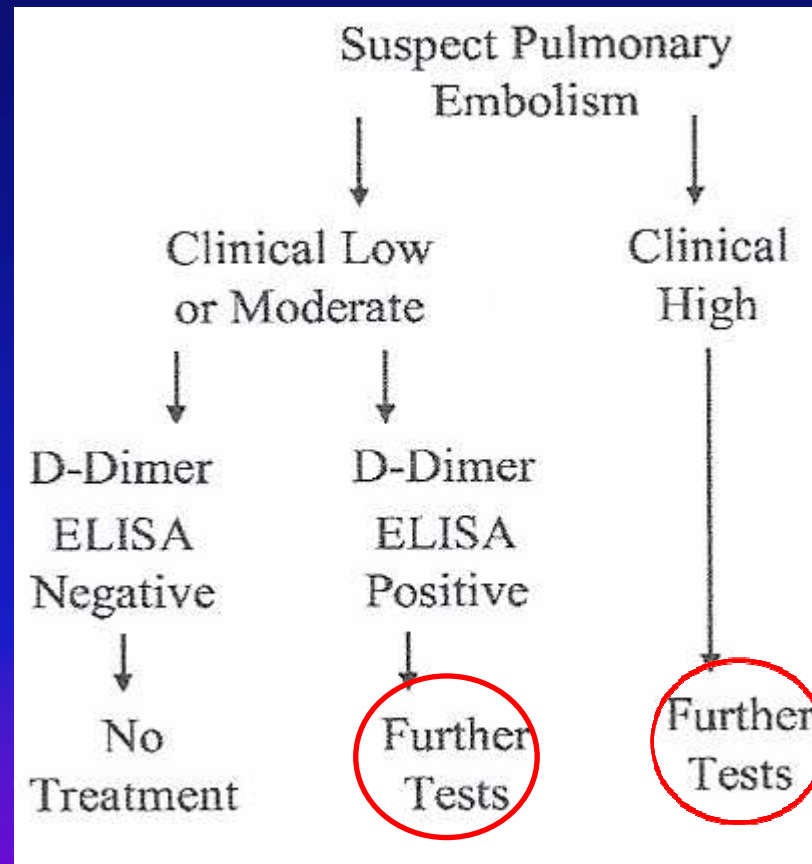 Suspect Pulmonary
Embolism
Clinical Low
or Moderate
Clinical
High
D-Dimer
ELISA
Negative
D-Dimer
ELISA
Positive
No
Treatment
Further
Tests
Further
Tests